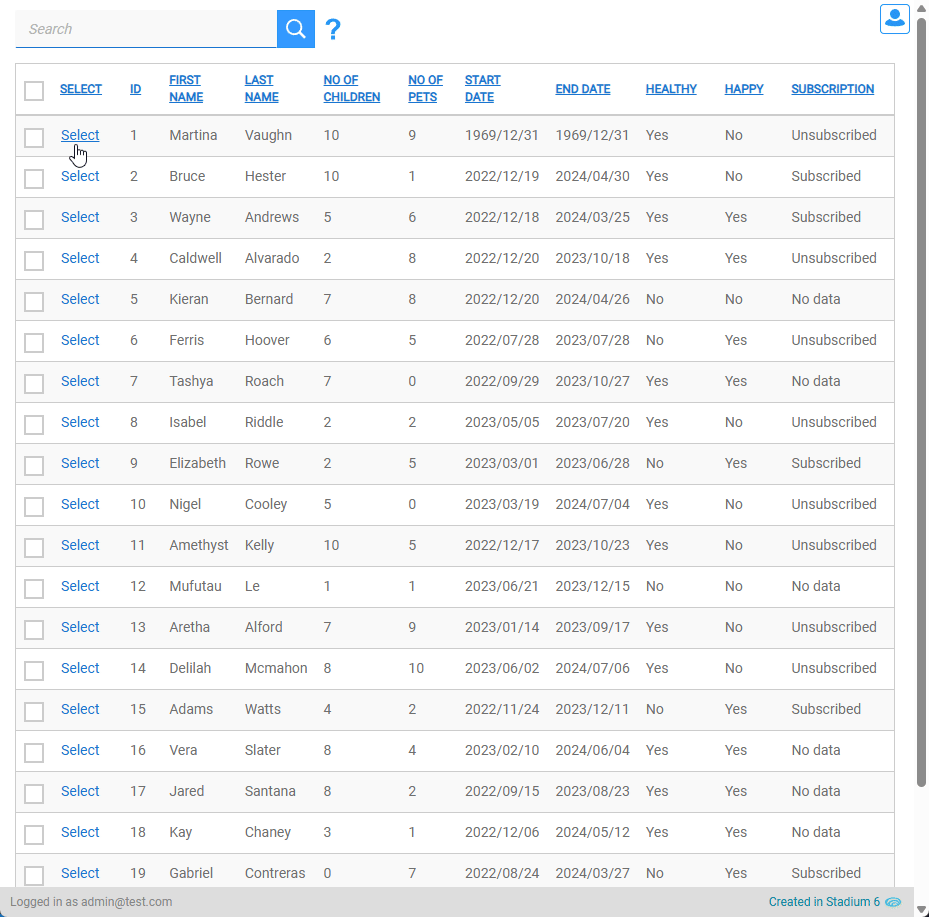 Search
?
SELECT ID FIRST NAME LAST NAME NO OF CHILDREN NO OF PETS START DATE END DATE HEALTHY HAPPY SUBSCRIPTION
Select 1 Martina Vaughn 10 9 1969/12/31 1969/12/31 Yes No Unsubscribed
Select 2 Bruce Hester 10 1 2022/12/19 2024/04/30 Yes No Subscribed
Select 3 Wayne Andrews 5 6 2022/12/18 2024/03/25 Yes Yes Subscribed
Select 4 Caldwell Alvarado 2 8 2022/12/20 2023/10/18 Yes Yes Unsubscribed
Select 5 Kieran Bernard 7 8 2022/12/20 2024/04/26 No No No data
Select 6 Ferris Hoover 6 5 2022/07/28 2023/07/28 No Yes Unsubscribed
Select 7 Tashya Roach 7 0 2022/09/29 2023/10/27 Yes Yes No data
Select 8 Isabel Riddle 2 2 2023/05/05 2023/07/20 Yes No Unsubscribed
Select 9 Elizabeth Rowe 2 5 2023/03/01 2023/06/28 No Yes Subscribed
Select 10 Nigel Cooley 5 0 2023/03/19 2024/07/04 Yes No Unsubscribed
Select 11 Amethyst Kelly 10 5 2022/12/17 2023/10/23 Yes No Unsubscribed
Select 12 Mufutau Le 1 1 2023/06/21 2023/12/15 No No No data
Select 13 Aretha Alford 7 9 2023/01/14 2023/09/17 Yes No Unsubscribed
Select 14 Delilah Mcmahon 8 10 2023/06/02 2024/07/06 Yes No Unsubscribed
Select 15 Adams Watts 4 2 2022/11/24 2023/12/11 No Yes Subscribed
Select 16 Vera Slater 8 4 2023/02/10 2024/06/04 Yes Yes No data
Select 17 Jared Santana 8 2 2022/09/15 2023/08/23 Yes Yes No data
Select 18 Kay Chaney 3 1 2022/12/06 2024/05/12 Yes Yes No data
Select 19 Gabriel Contreras 0 7 2022/08/24 2024/03/27 No Yes Subscribed
Logged in as admin@test.com Created in Stadium 6